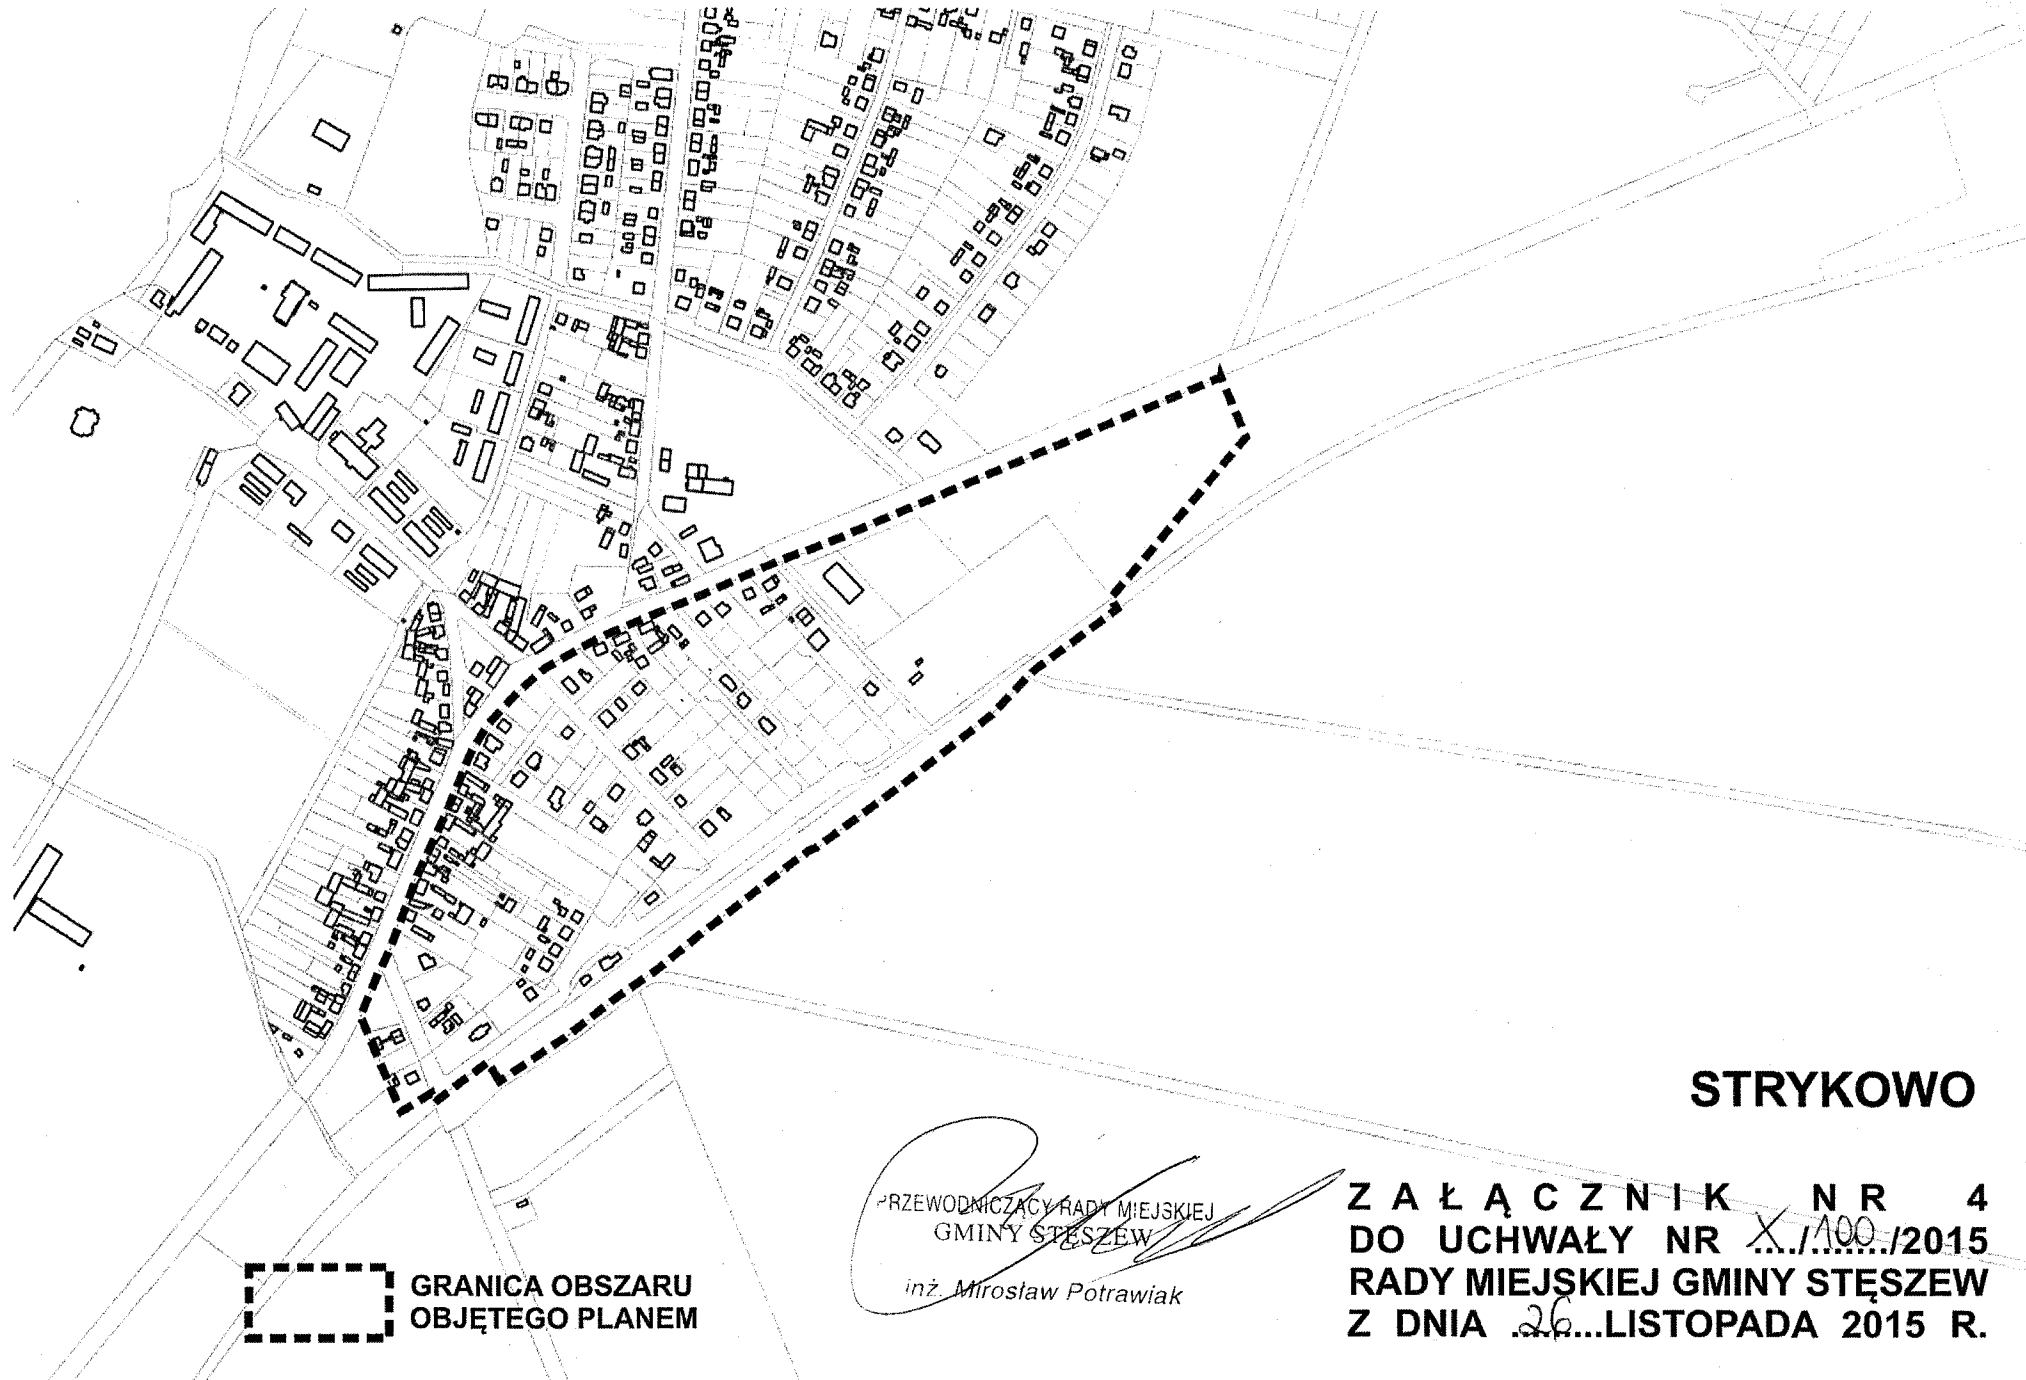 STRYKOWO
ZAŁĄCZNIK NR 4
DO UCHWAŁY NR X/100/2015
RADY MIEJSKIEJ GMINY STĘSZEW
Z DNIA 26 LISTOPADA 2015 R.
PRZEWODNICZĄCY RADY MIEJSKIEJ
GMINY STĘSZEW
inż. Mirosław Potrawiak
GRANICA OBSZARU
OBJĘTEGO PLANEM